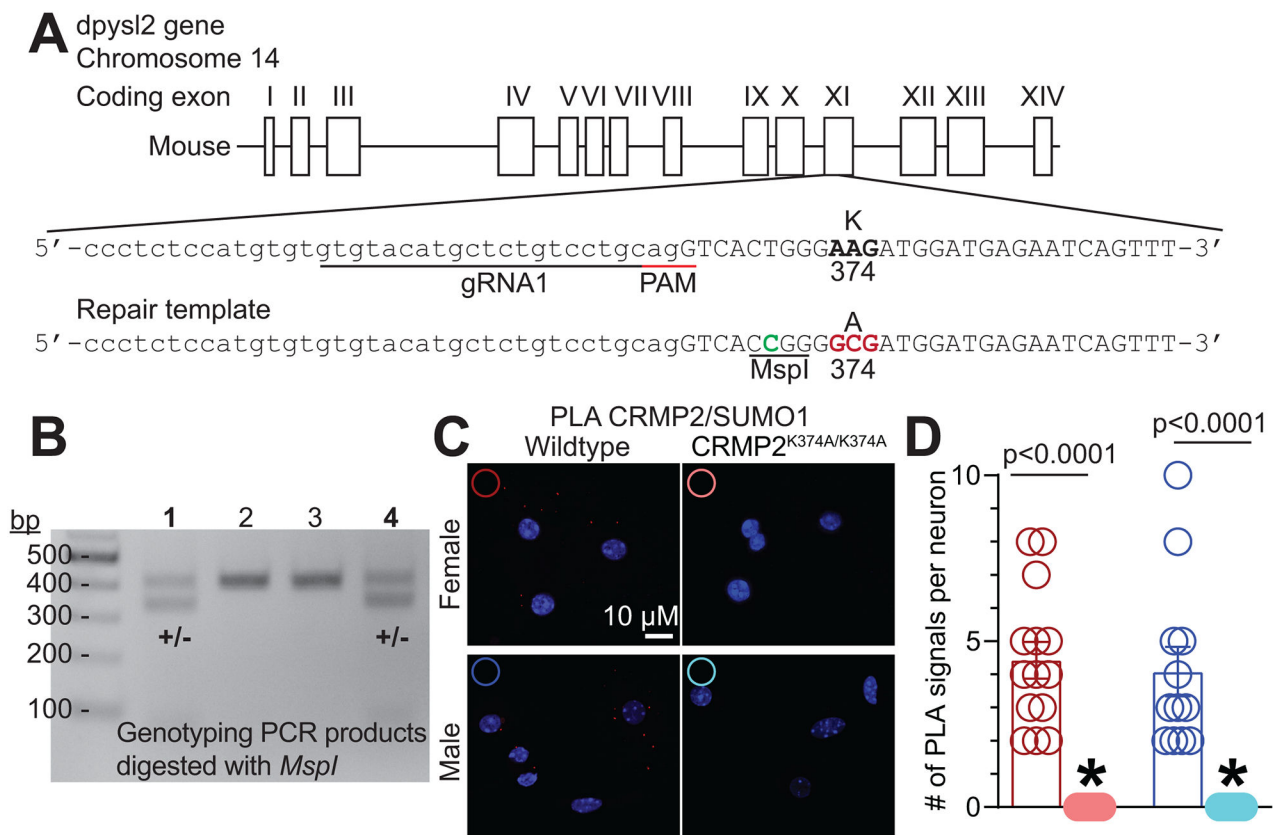 A
dpysl2 gene
Chromosome 14
Coding exon I II III IV V VI VII VIII IX X XI XII XIII XIV
Mouse
K
5′-ccctctccatgtgtgtgtacatgctctgtcctgcagGTCACTGGGAAGATGGATGAGAATCAGTTT-3′
gRNA1 PAM 374
Repair template
A
5′-ccctctccatgtgtgtgtacatgctctgtcctgcagGTCACCGGGGCGATGGATGAGAATCAGTTT-3′
MspI 374
B
bp 1 2 3 4
500 -
400 -
300 -
+/- +/-
200 -
100 -
Genotyping PCR products
digested with MspI
C
PLA CRMP2/SUMO1
Wildtype CRMP2K374A/K374A
Female
10 µM
Male
D
p<0.0001 p<0.0001
# of PLA signals per neuron
10
5
0
* *